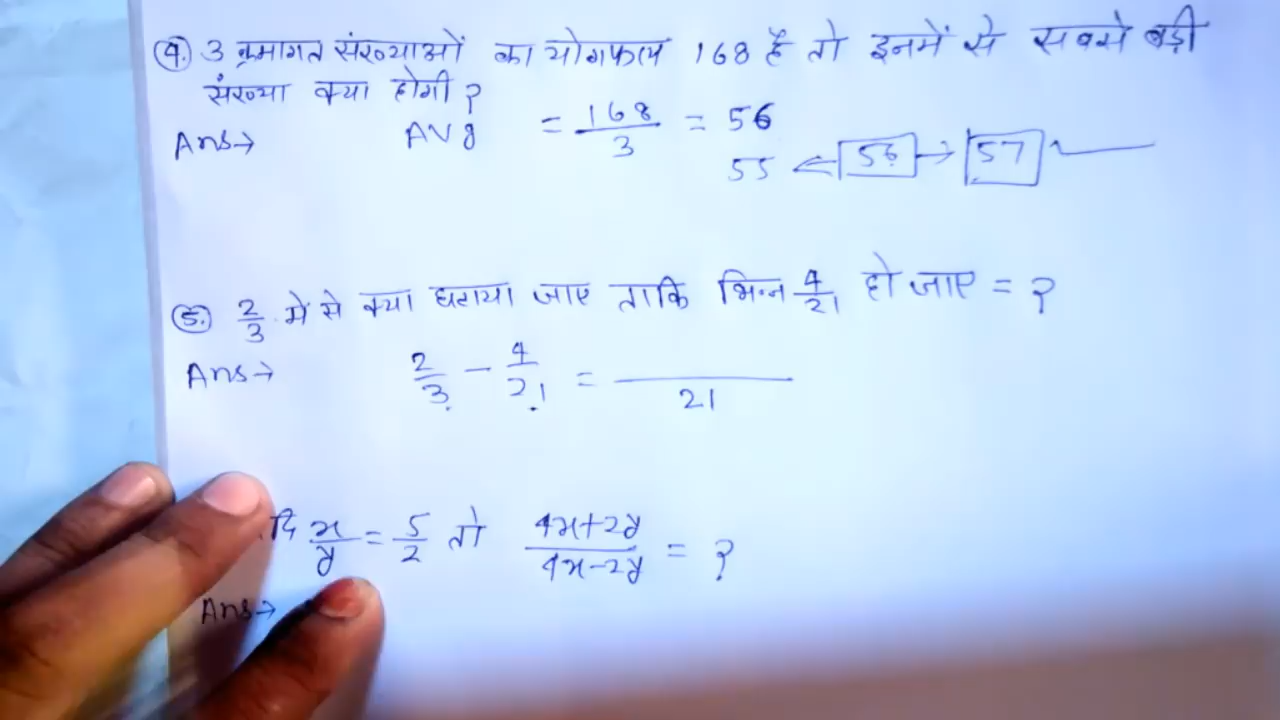 4. 3 क्रमागत संख्याओं का योगफल 168 है तो इनमें से सबसे बड़ी
संख्या क्या होगी ?
Ans→ AVg = 168/3 = 56
55 ← 56 → 57
5. 2/3 में से क्या घटाया जाए ताकि भिन्न 4/21 हो जाए = ?
Ans→ 2/3 - 4/21 = /21
दि x/y = 5/2 तो 4x+2y/4x-2y = ?
Ans→